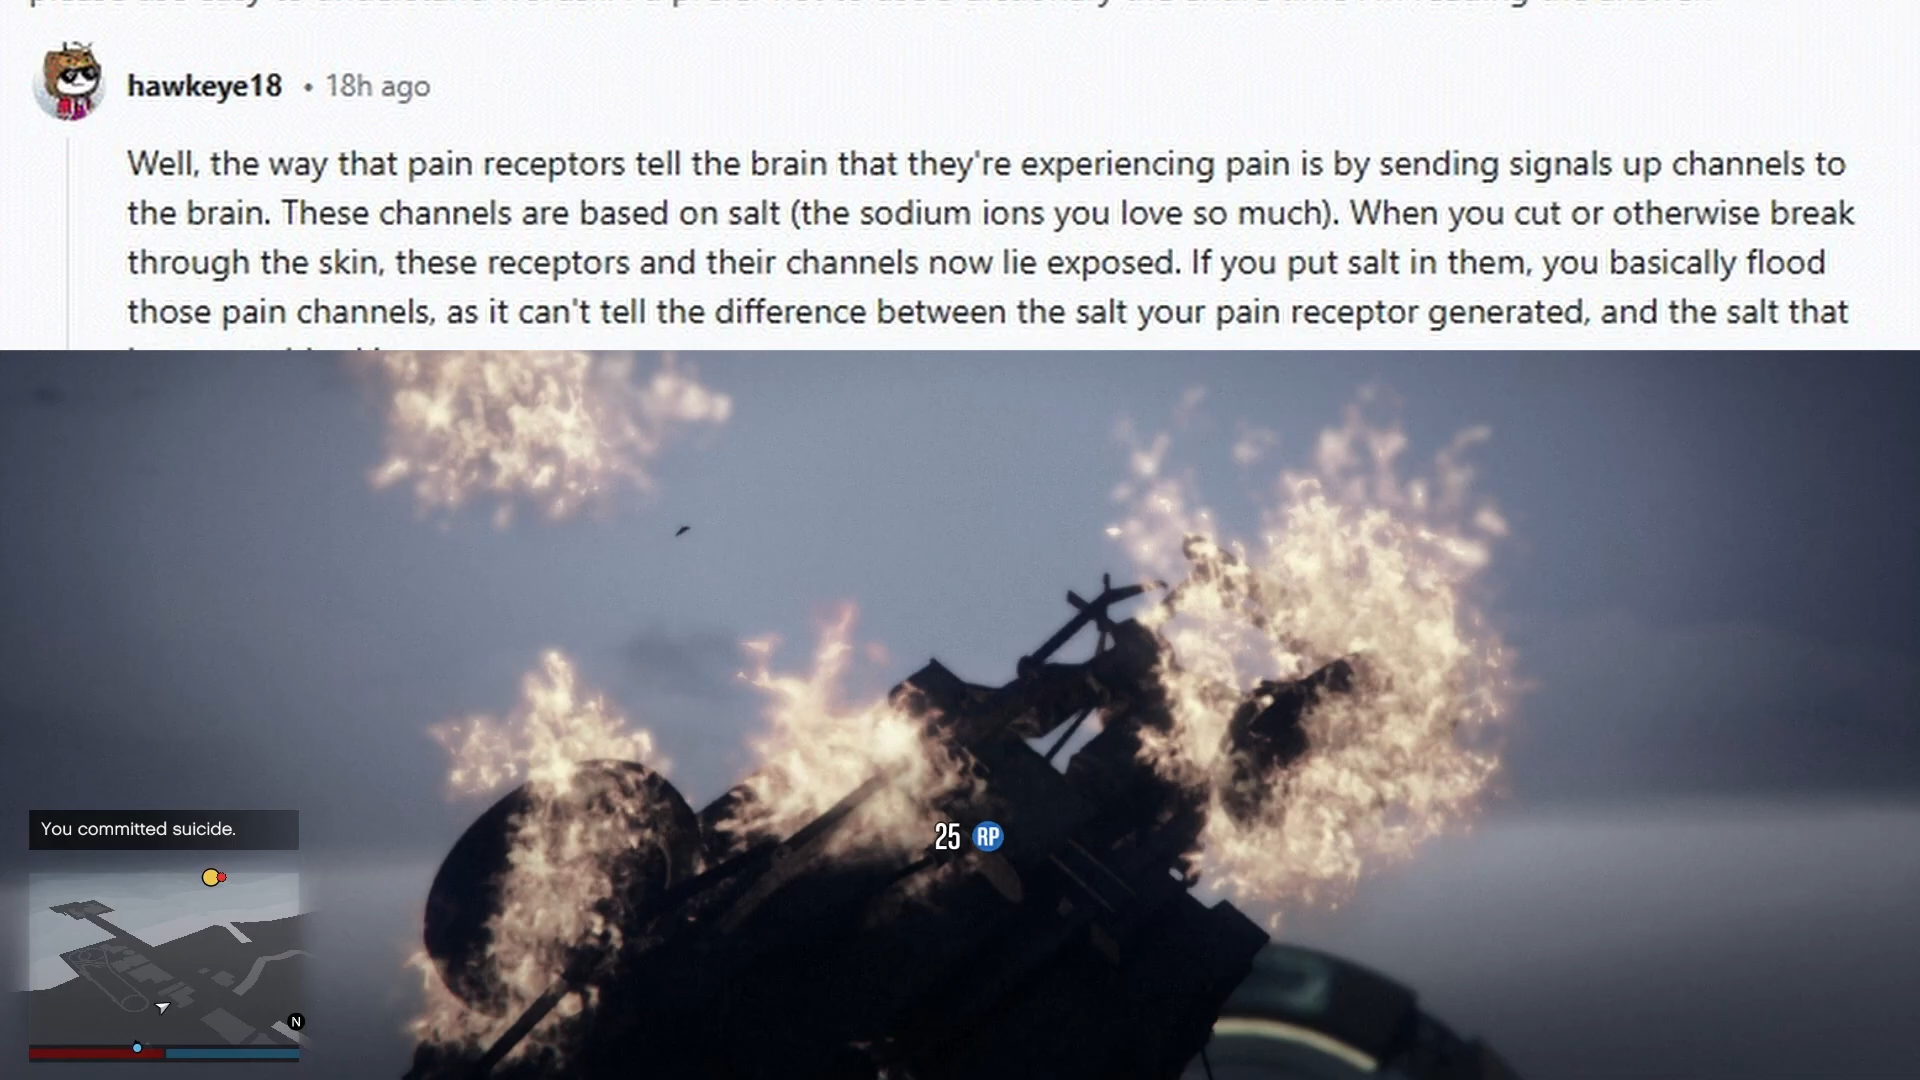 hawkeye18 • 18h ago
Well, the way that pain receptors tell the brain that they're experiencing pain is by sending signals up channels to
the brain. These channels are based on salt (the sodium ions you love so much). When you cut or otherwise break
through the skin, these receptors and their channels now lie exposed. If you put salt in them, you basically flood
those pain channels, as it can't tell the difference between the salt your pain receptor generated, and the salt that
25 RP
You committed suicide.
N